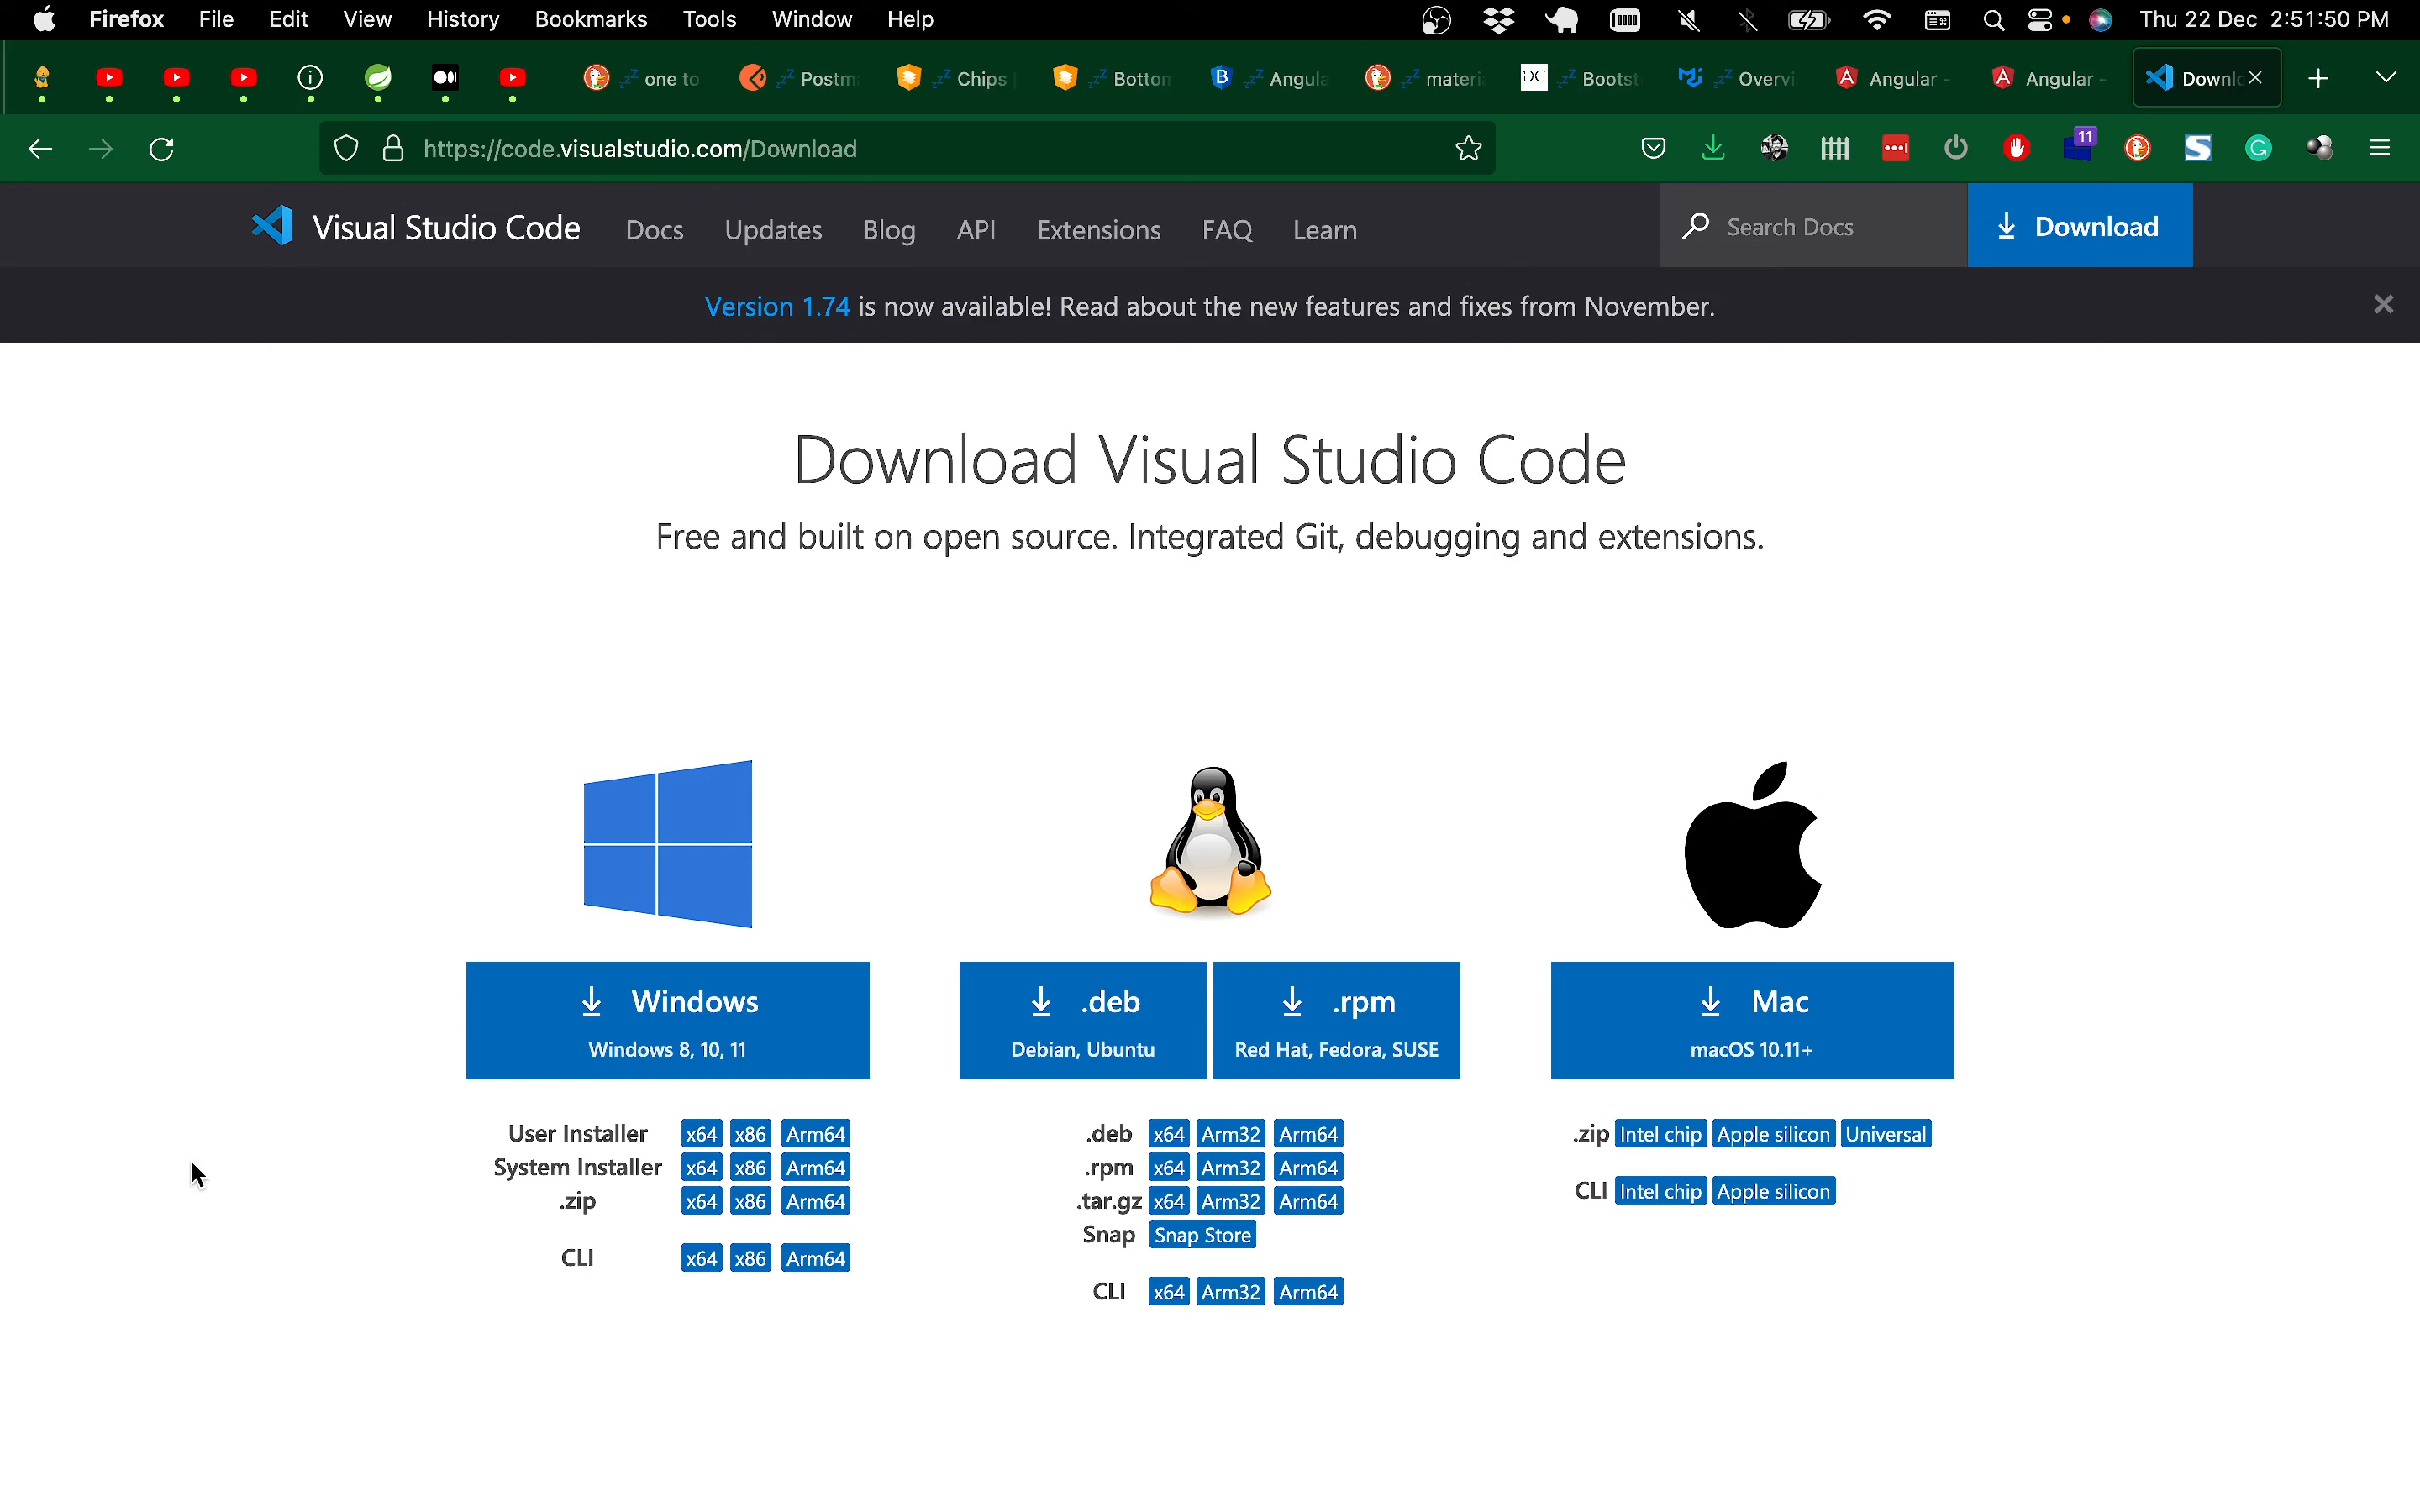 Firefox File Edit View History Bookmarks Tools Window Help Thu 22 Dec 2:51:50 PM
one to Postm Chips Bottom Angula materi Bootst Overvi Angular - Angular - Downlo
https://code.visualstudio.com/Download 11
Visual Studio Code Docs Updates Blog API Extensions FAQ Learn Search Docs Download
Version 1.74 is now available! Read about the new features and fixes from November.
Download Visual Studio Code
Free and built on open source. Integrated Git, debugging and extensions.
Windows
Windows 8, 10, 11
User Installer x64 x86 Arm64
System Installer x64 x86 Arm64
.zip x64 x86 Arm64
CLI x64 x86 Arm64
.deb
Debian, Ubuntu
.rpm
Red Hat, Fedora, SUSE
.deb x64 Arm32 Arm64
.rpm x64 Arm32 Arm64
.tar.gz x64 Arm32 Arm64
Snap Snap Store
CLI x64 Arm32 Arm64
Mac
macOS 10.11+
.zip Intel chip Apple silicon Universal
CLI Intel chip Apple silicon